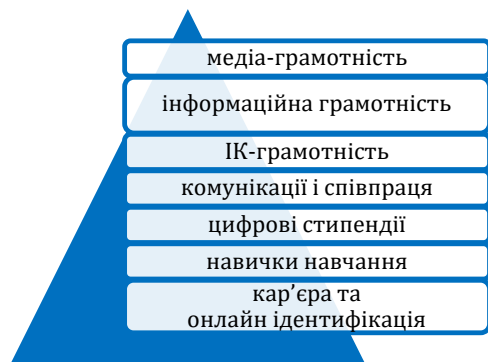 медіа-грамотність
інформаційна грамотність
ІК-грамотність
комунікації і співпраця
цифрові стипендії
навички навчання
кар’єра та
онлайн ідентифікація